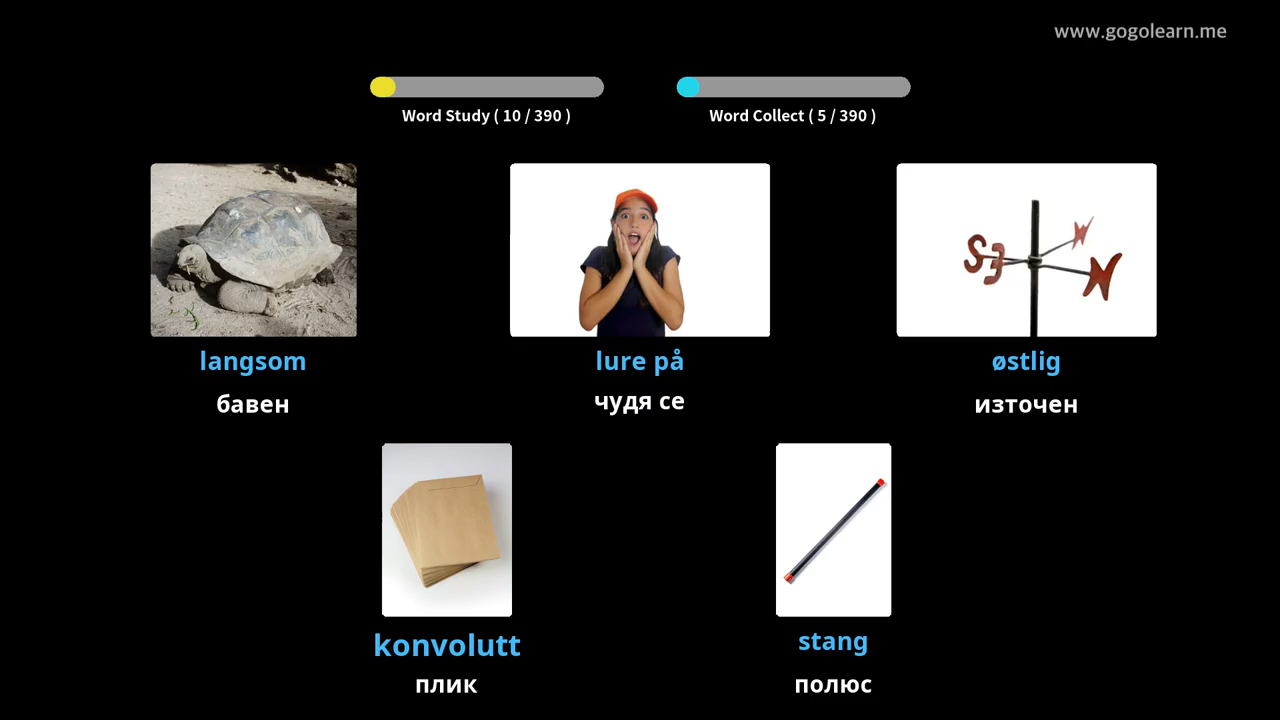 www.gogolearn.me
Word Study ( 10 / 390 )
Word Collect ( 5 / 390 )
langsom
бавен
lure på
чудя се
østlig
източен
konvolutt
плик
stang
полюс